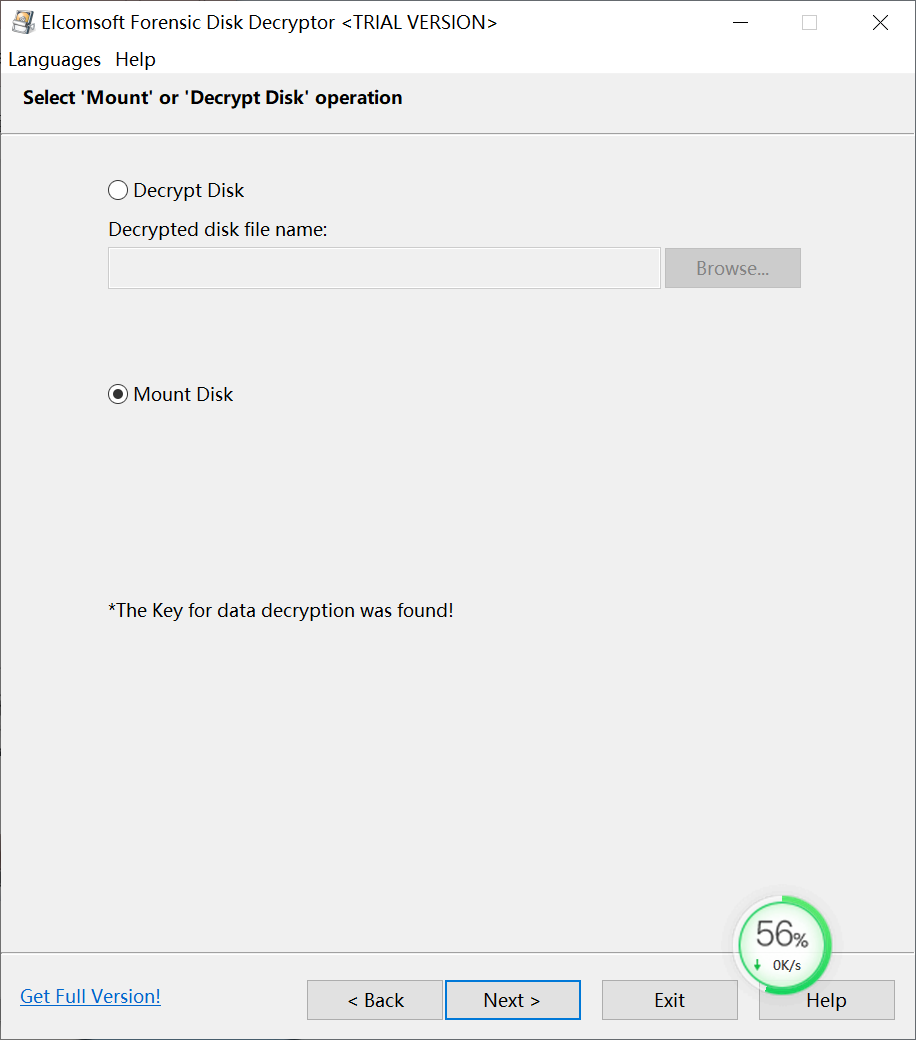 Elcomsoft Forensic Disk Decryptor <TRIAL VERSION>
Languages Help
Select 'Mount' or 'Decrypt Disk' operation
Decrypt Disk
Decrypted disk file name:
Browse...
Mount Disk
*The Key for data decryption was found!
56%
0K/s
Get Full Version!
< Back Next > Exit Help